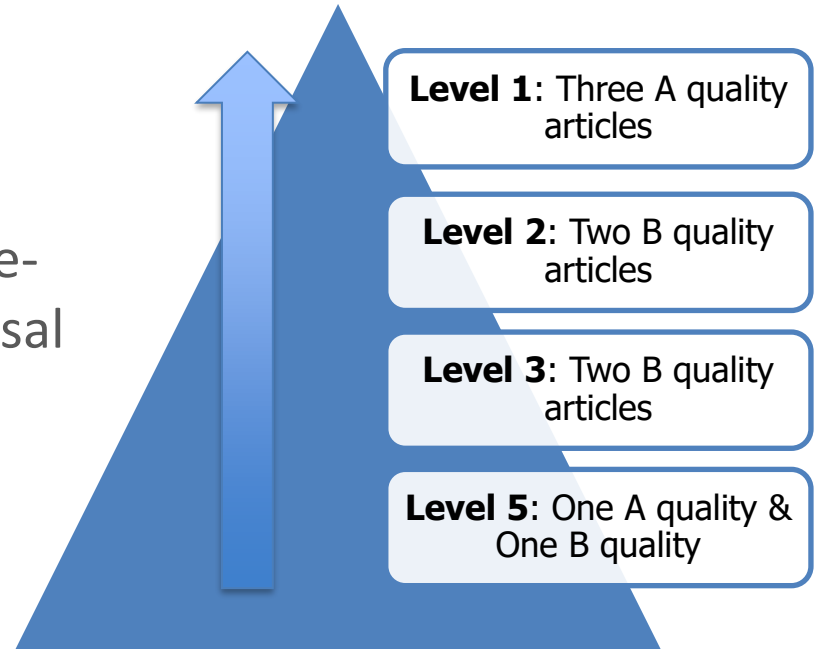 e-
sal
Level 1: Three A quality
articles
Level 2: Two B quality
articles
Level 3: Two B quality
articles
Level 5: One A quality &
One B quality